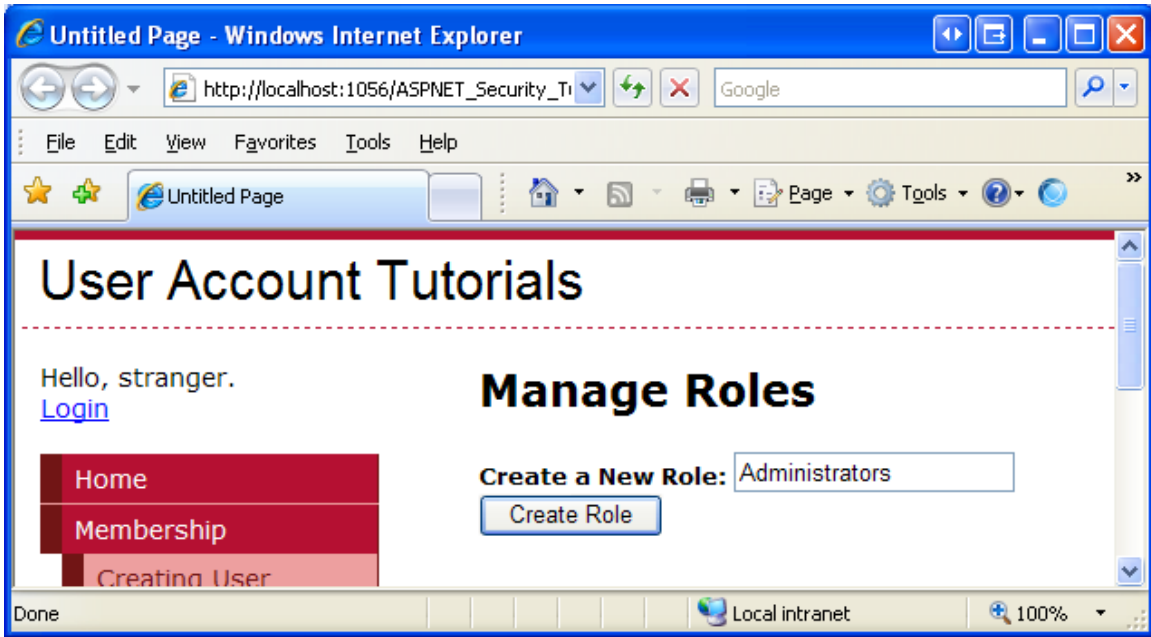 Untitled Page - Windows Internet Explorer
http://localhost:1056/ASPNET_Security_
Google
File Edit View Favorites Tools Help
Untitled Page
Page Tools
»
User Account Tutorials
Hello, stranger.
Login
Home
Membership
Creating User
Manage Roles
Create a New Role: Administrators
Create Role
Done
Local intranet
100%